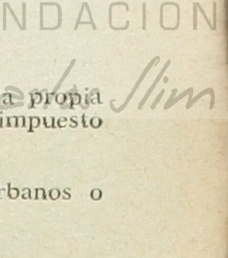 NDACION
Slim
a propia
impuesto
rbanos o